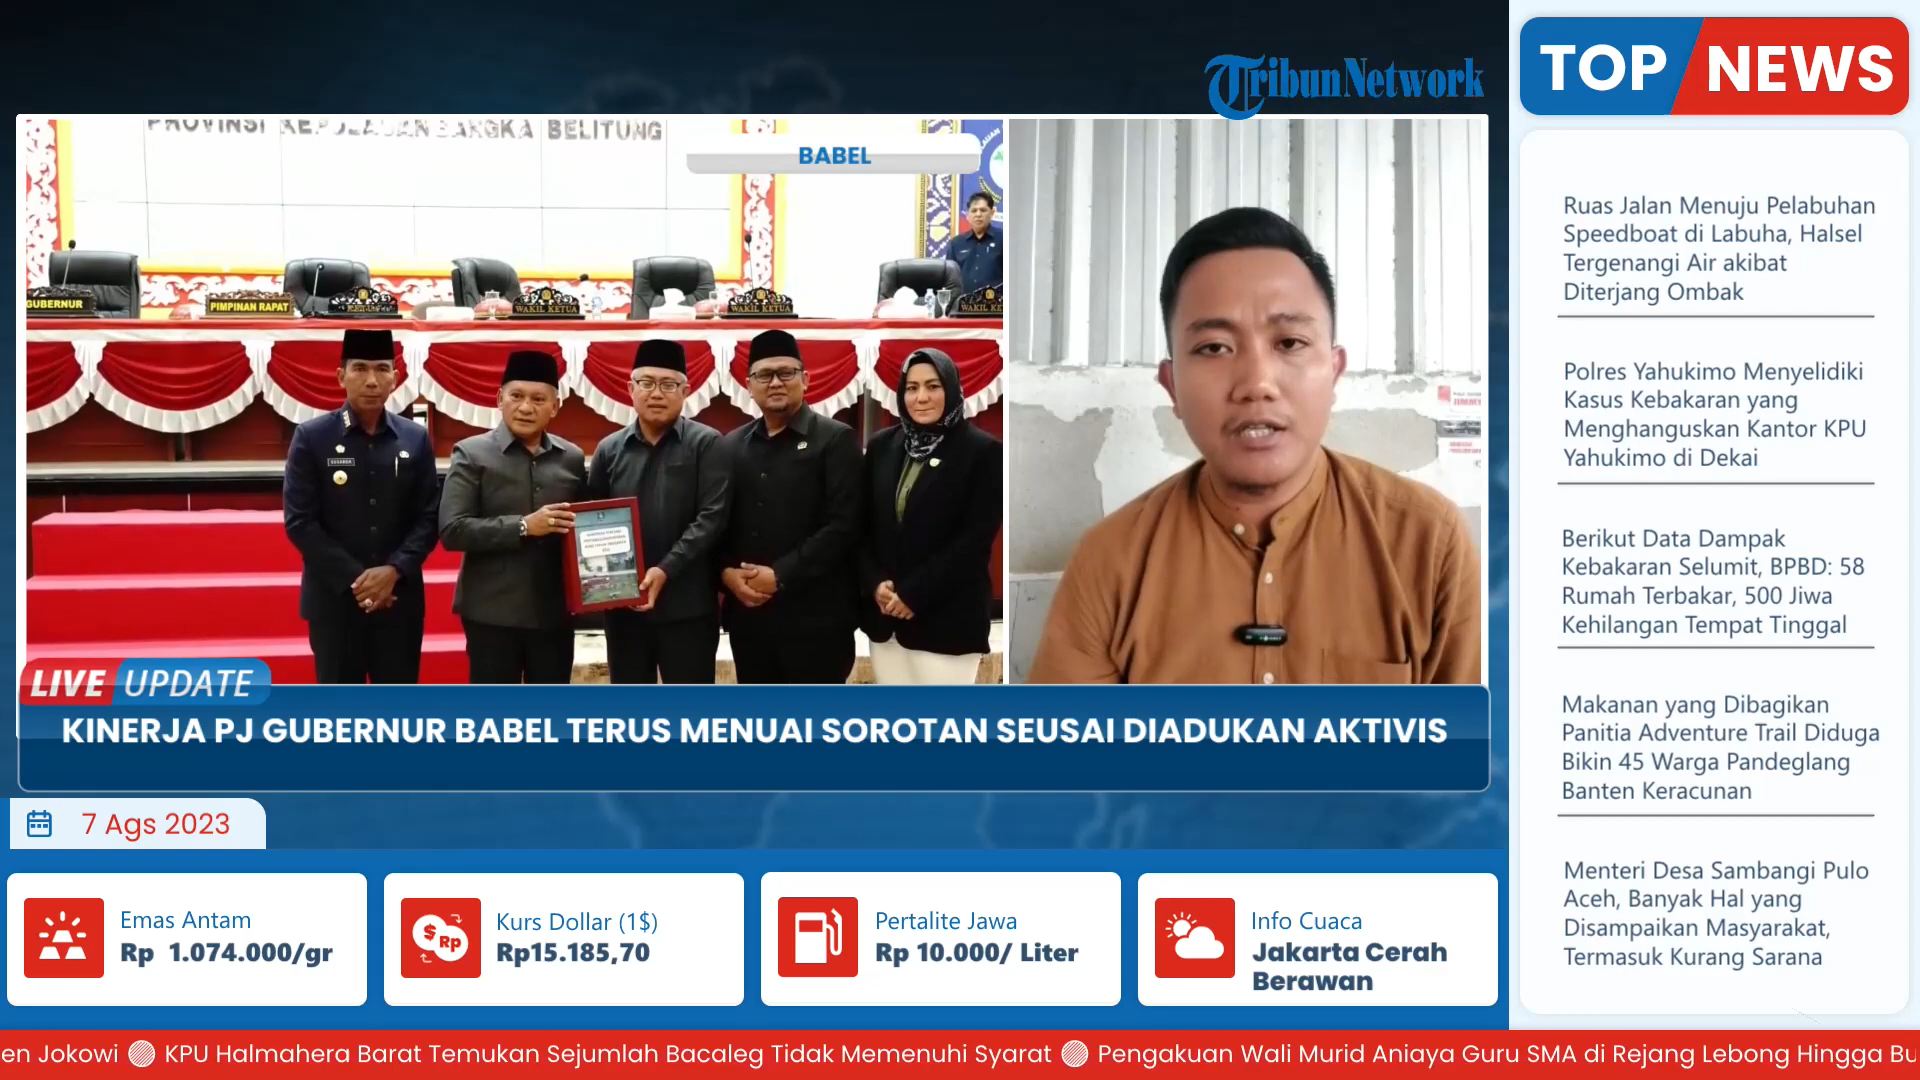 TribunNetwork
TOP NEWS
PROVINSI KEPULAUAN BANGKA BELITUNG
BABEL
GUBERNUR
PIMPINAN RAPAT
KETUA
WAKIL KETUA
WAKIL KETUA
WAKIL KE
LIVE UPDATE
KINERJA PJ GUBERNUR BABEL TERUS MENUAI SOROTAN SEUSAI DIADUKAN AKTIVIS
7 Ags 2023
Emas Antam
Rp 1.074.000/gr
Kurs Dollar (1$)
Rp15.185,70
Pertalite Jawa
Rp 10.000/ Liter
Info Cuaca
Jakarta Cerah
Berawan
Ruas Jalan Menuju Pelabuhan
Speedboat di Labuha, Halsel
Tergenangi Air akibat
Diterjang Ombak
Polres Yahukimo Menyelidiki
Kasus Kebakaran yang
Menghanguskan Kantor KPU
Yahukimo di Dekai
Berikut Data Dampak
Kebakaran Selumit, BPBD: 58
Rumah Terbakar, 500 Jiwa
Kehilangan Tempat Tinggal
Makanan yang Dibagikan
Panitia Adventure Trail Diduga
Bikin 45 Warga Pandeglang
Banten Keracunan
Menteri Desa Sambangi Pulo
Aceh, Banyak Hal yang
Disampaikan Masyarakat,
Termasuk Kurang Sarana
en Jokowi KPU Halmahera Barat Temukan Sejumlah Bacaleg Tidak Memenuhi Syarat Pengakuan Wali Murid Aniaya Guru SMA di Rejang Lebong Hingga Bu